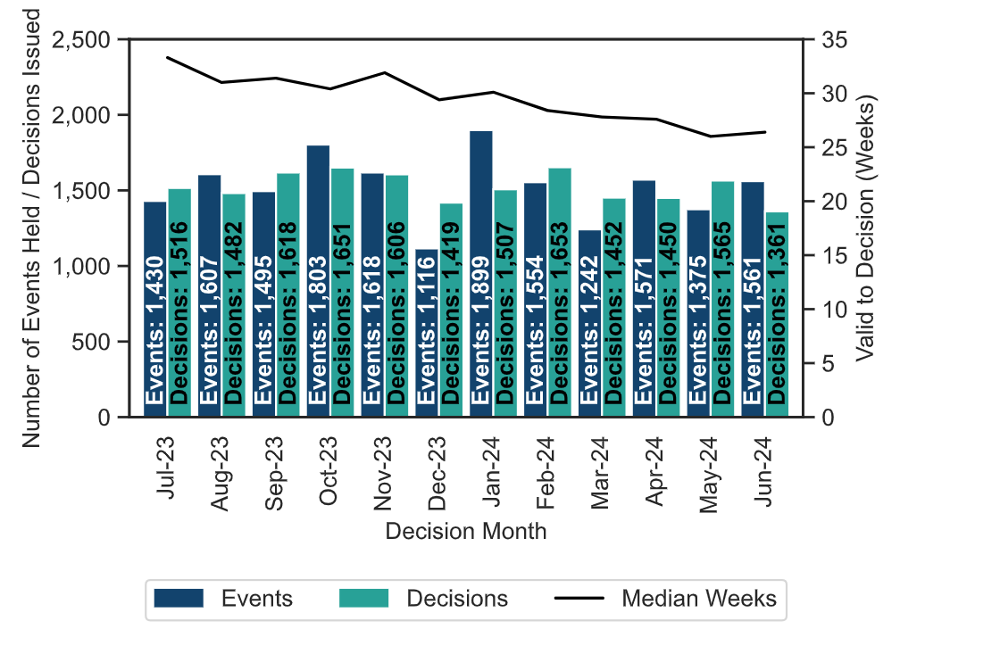 Number of Events Held / Decisions Issued
2,500
2,000
1,500
1,000
500
0
35
30
25
20
15
10
5
0
Valid to Decision (Weeks)
Events: 1,430
Decisions: 1,516
Events: 1,607
Decisions: 1,482
Events: 1,495
Decisions: 1,618
Events: 1,803
Decisions: 1,651
Events: 1,618
Decisions: 1,606
Events: 1,116
Decisions: 1,419
Events: 1,899
Decisions: 1,507
Events: 1,554
Decisions: 1,653
Events: 1,242
Decisions: 1,452
Events: 1,571
Decisions: 1,450
Events: 1,375
Decisions: 1,565
Events: 1,561
Decisions: 1,361
Jul-23
Aug-23
Sep-23
Oct-23
Nov-23
Dec-23
Jan-24
Feb-24
Mar-24
Apr-24
May-24
Jun-24
Decision Month
Events
Decisions
Median Weeks